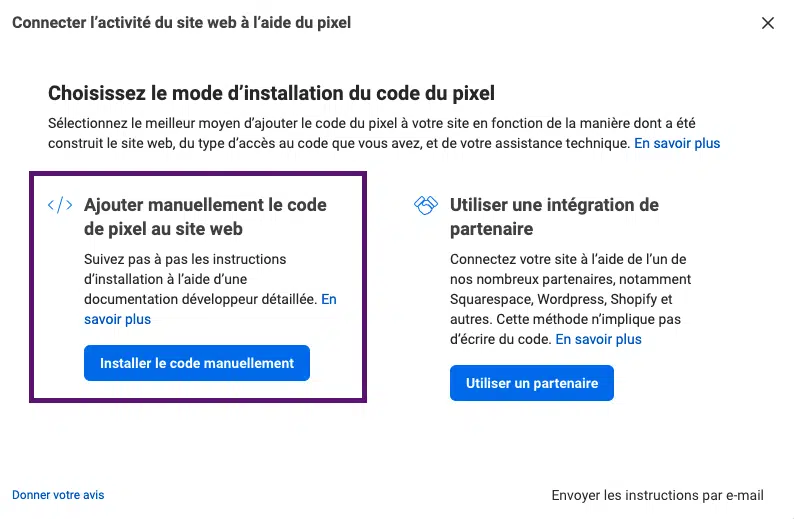 Connecter l’activité du site web à l’aide du pixel
Choisissez le mode d’installation du code du pixel
Sélectionnez le meilleur moyen d’ajouter le code du pixel à votre site en fonction de la manière dont a été
construit le site web, du type d’accès au code que vous avez, et de votre assistance technique. En savoir plus
Ajouter manuellement le code
de pixel au site web
Suivez pas à pas les instructions
d’installation à l’aide d’une
documentation développeur détaillée. En
savoir plus
Installer le code manuellement
Utiliser une intégration de
partenaire
Connectez votre site à l’aide de l’un de
nos nombreux partenaires, notamment
Squarespace, Wordpress, Shopify et
autres. Cette méthode n’implique pas
d’écrire du code. En savoir plus
Utiliser un partenaire
Donner votre avis
Envoyer les instructions par e-mail